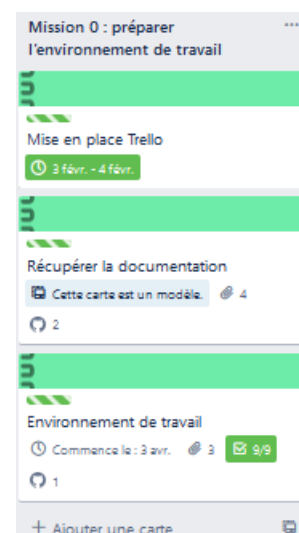 Mission 0 : préparer
l'environnement de travail
Mise en place Trello
3 févr. - 4 févr.
Récupérer la documentation
Cette carte est un modèle. 4
2
Environnement de travail
Commence le : 3 avr. 3 9/9
1
+ Ajouter une carte